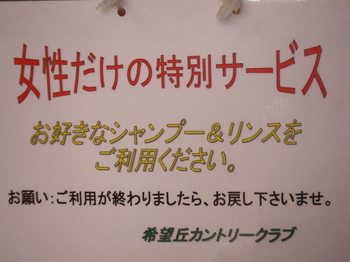 女性だけの特別サービス
お好きなシャンプー＆リンスを
ご利用ください。
お願い：ご利用が終わりましたら、お戻し下さいませ。
希望丘カントリークラブ